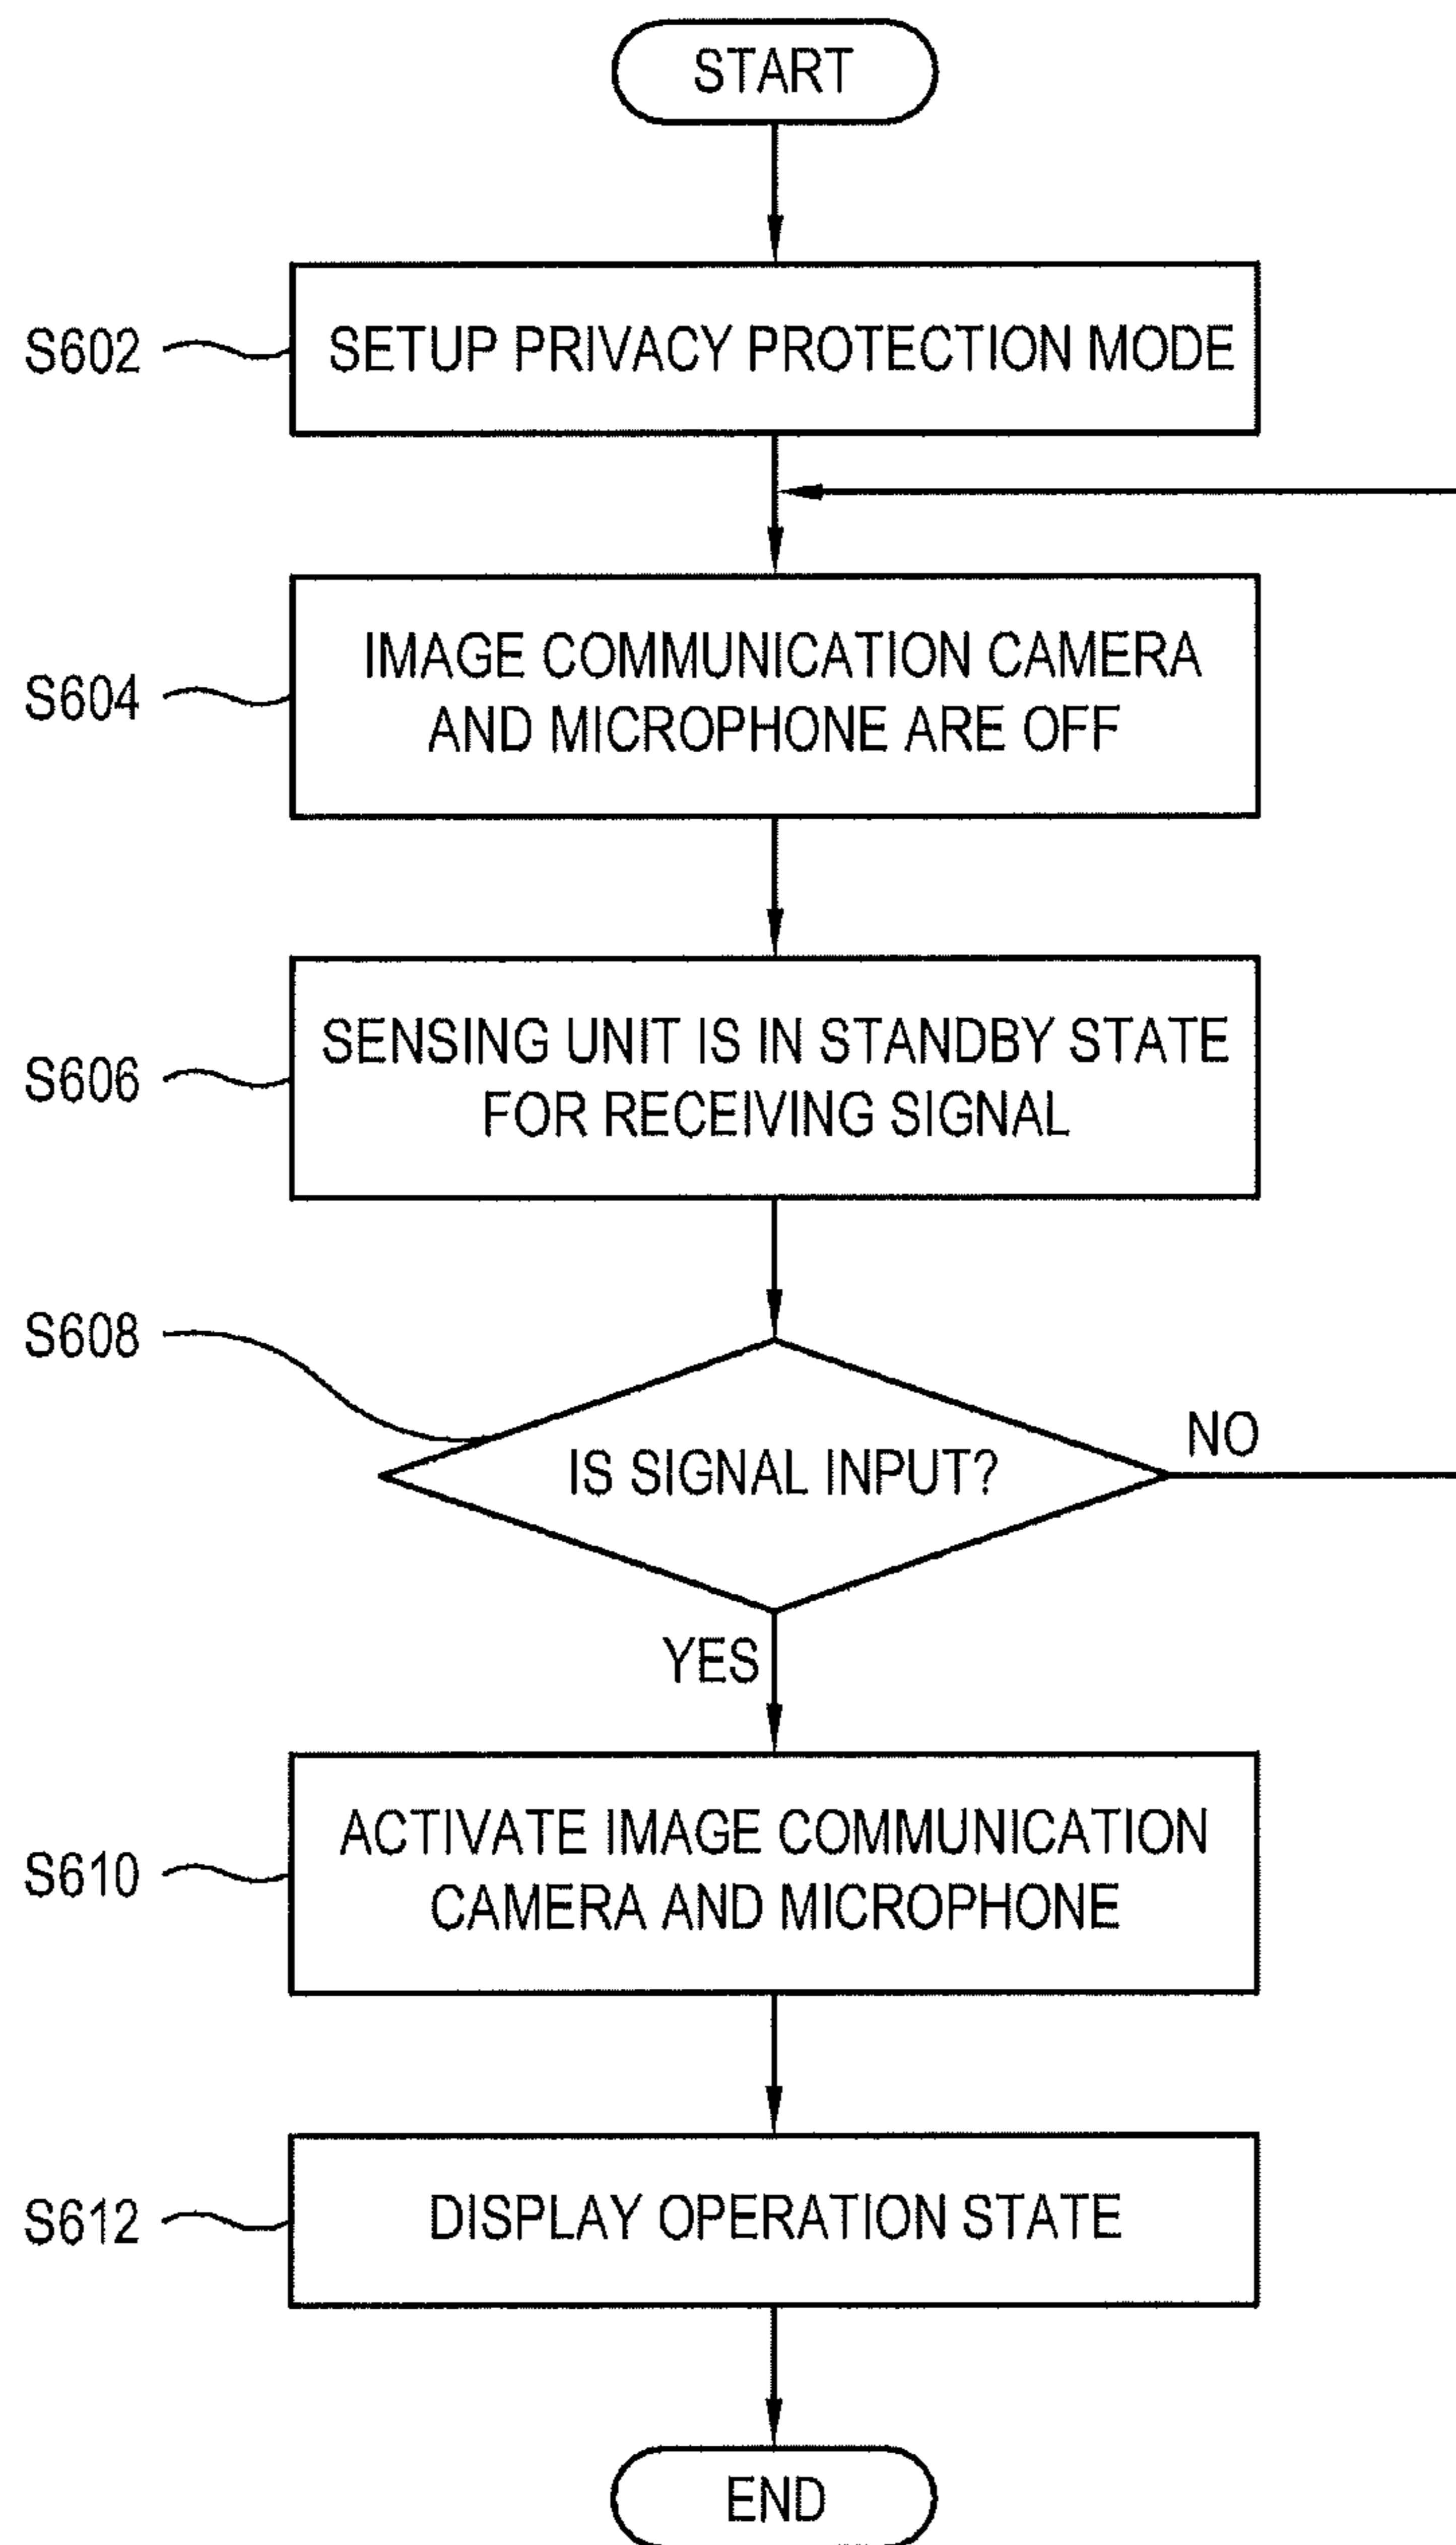 START
S602
SETUP PRIVACY PROTECTION MODE
S604
IMAGE COMMUNICATION CAMERA
AND MICROPHONE ARE OFF
S606
SENSING UNIT IS IN STANDBY STATE
FOR RECEIVING SIGNAL
S608
IS SIGNAL INPUT?
NO
YES
S610
ACTIVATE IMAGE COMMUNICATION
CAMERA AND MICROPHONE
S612
DISPLAY OPERATION STATE
END